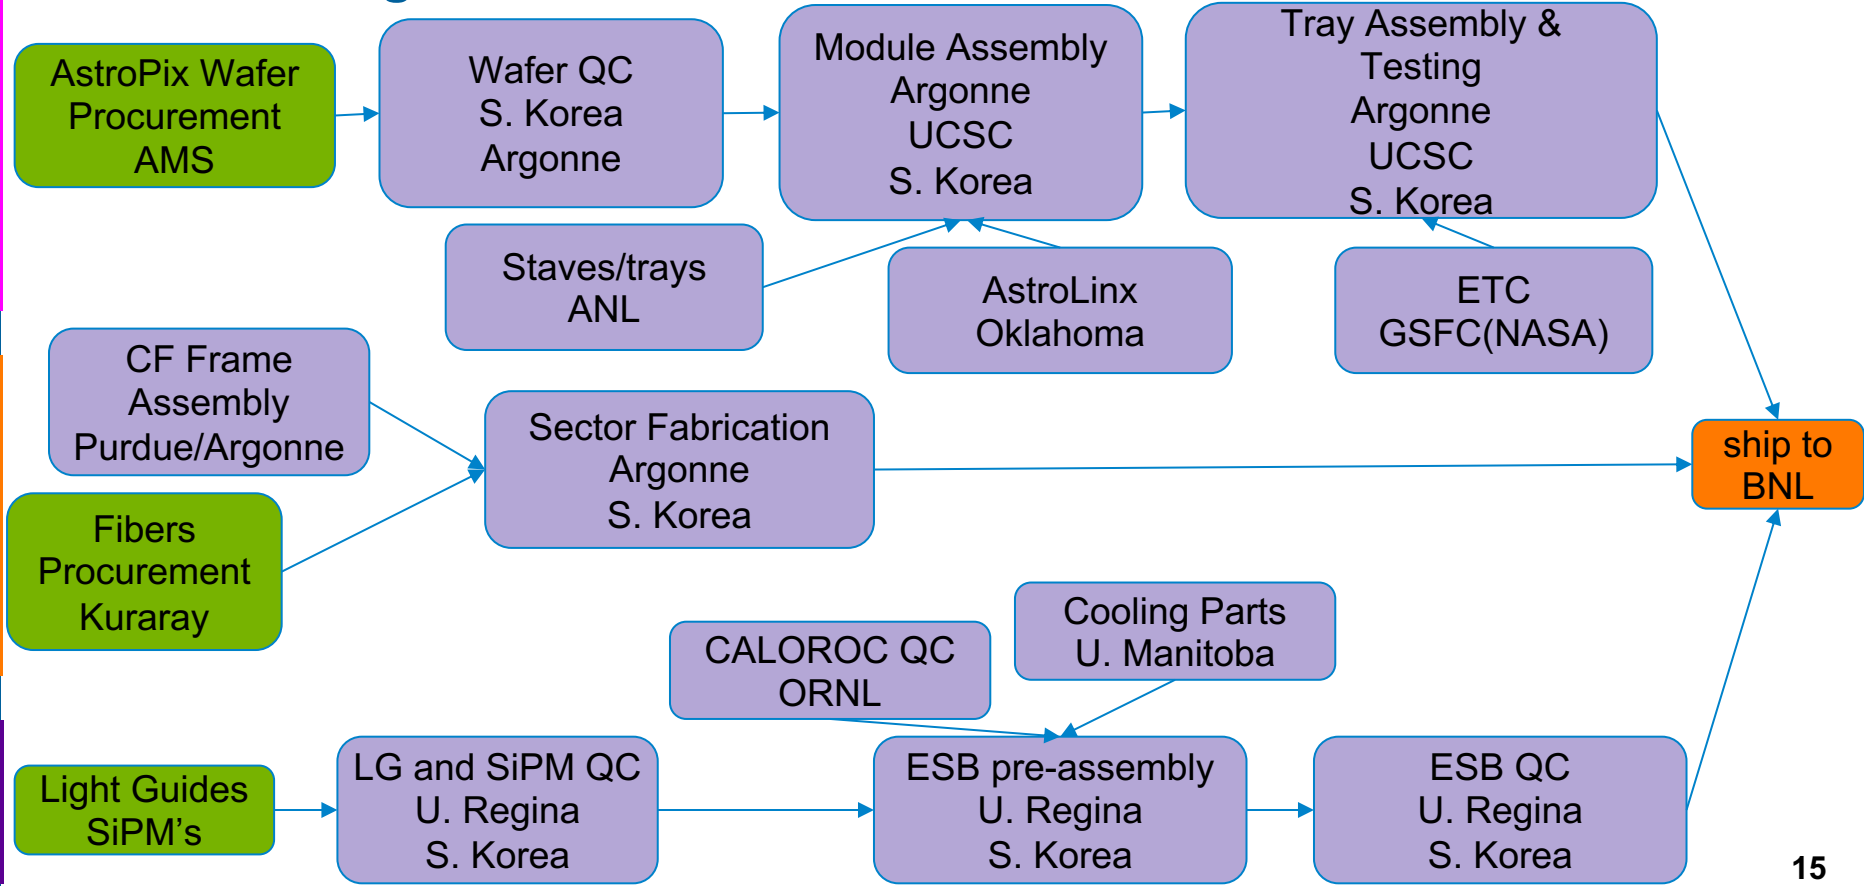 AstroPix Wafer
Procurement
AMS
Wafer QC
S. Korea
Argonne
Module Assembly
Argonne
UCSC
S. Korea
Tray Assembly &
Testing
Argonne
UCSC
S. Korea
Staves/trays
ANL
AstroLinx
Oklahoma
ETC
GSFC(NASA)
CF Frame
Assembly
Purdue/Argonne
Sector Fabrication
Argonne
S. Korea
ship to
BNL
Fibers
Procurement
Kuraray
CALOROC QC
ORNL
Cooling Parts
U. Manitoba
Light Guides
SiPM’s
LG and SiPM QC
U. Regina
S. Korea
ESB pre-assembly
U. Regina
S. Korea
ESB QC
U. Regina
S. Korea
15